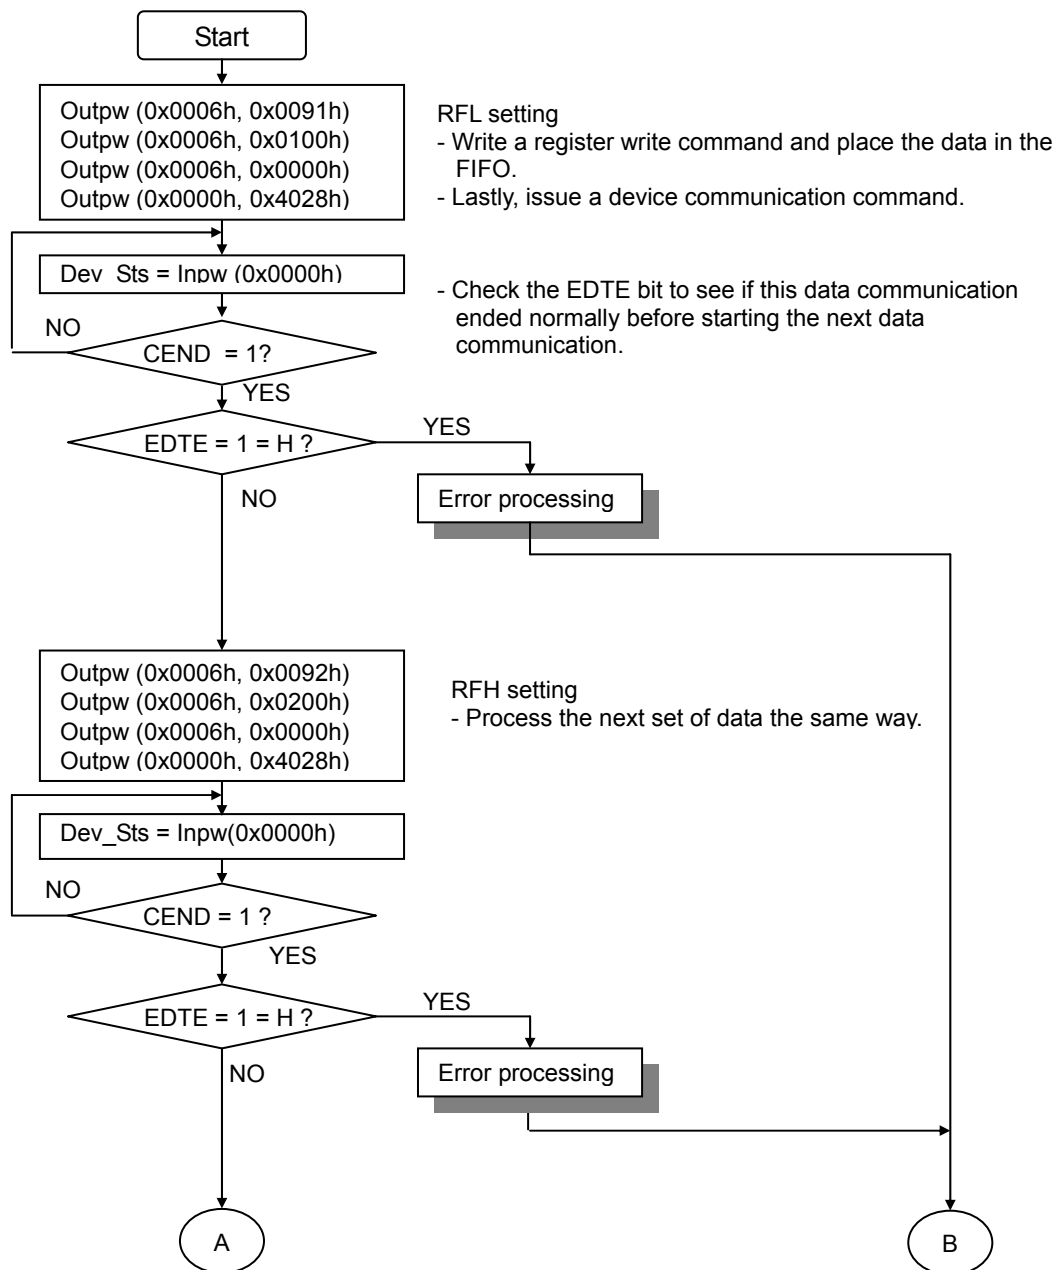 Start
Outpw (0x0006h, 0x0091h)
Outpw (0x0006h, 0x0100h)
Outpw (0x0006h, 0x0000h)
Outpw (0x0000h, 0x4028h)
RFL setting
- Write a register write command and place the data in the
FIFO.
- Lastly, issue a device communication command.
Dev_Sts = Inpw (0x0000h)
- Check the EDTE bit to see if this data communication
ended normally before starting the next data
communication.
NO
CEND = 1?
YES
EDTE = 1 = H ?
YES
Error processing
NO
Outpw (0x0006h, 0x0092h)
Outpw (0x0006h, 0x0200h)
Outpw (0x0006h, 0x0000h)
Outpw (0x0000h, 0x4028h)
RFH setting
- Process the next set of data the same way.
Dev_Sts = Inpw(0x0000h)
NO
CEND = 1 ?
YES
EDTE = 1 = H ?
YES
Error processing
NO
A
B